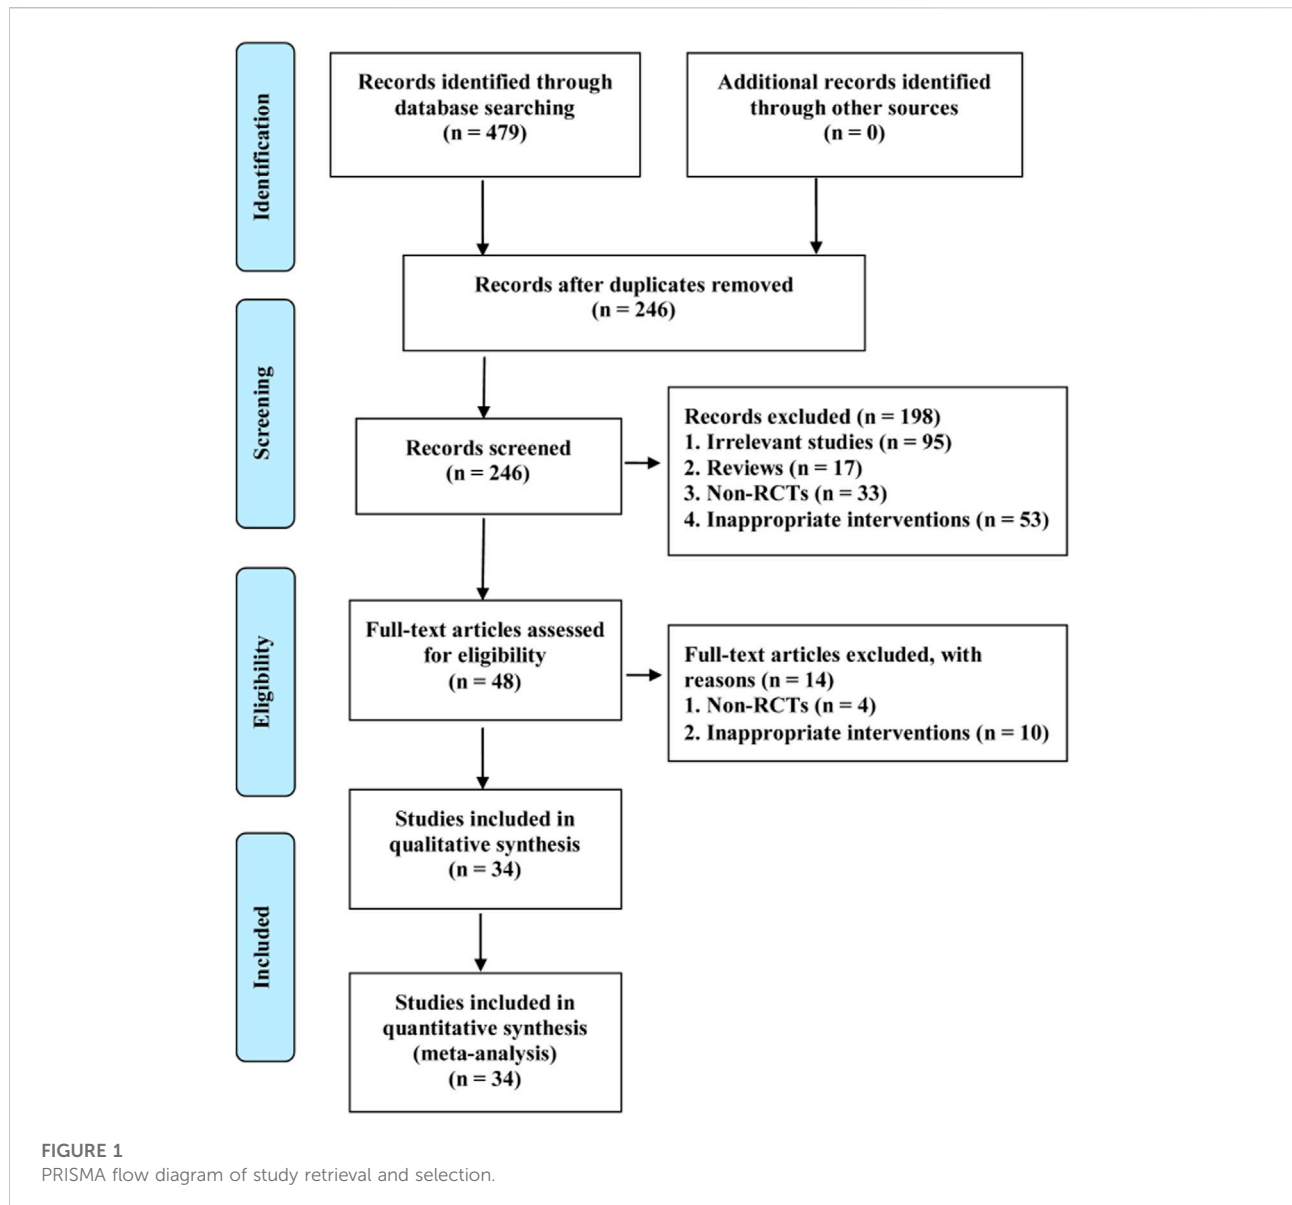 Identification
Records identified through
database searching
(n = 479)
Additional records identified
through other sources
(n = 0)
Records after duplicates removed
(n = 246)
Screening
Records screened
(n = 246)
Records excluded (n = 198)
1. Irrelevant studies (n = 95)
2. Reviews (n = 17)
3. Non-RCTs (n = 33)
4. Inappropriate interventions (n = 53)
Eligibility
Full-text articles assessed
for eligibility
(n = 48)
Full-text articles excluded, with
reasons (n = 14)
1. Non-RCTs (n = 4)
2. Inappropriate interventions (n = 10)
Studies included in
qualitative synthesis
(n = 34)
Included
Studies included in
quantitative synthesis
(meta-analysis)
(n = 34)
FIGURE 1
PRISMA flow diagram of study retrieval and selection.